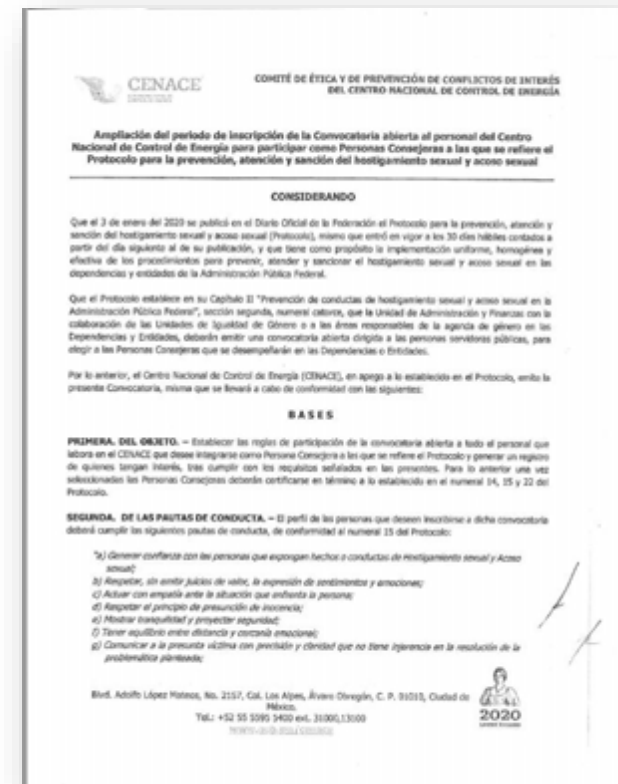 CENACE
COMITÉ DE ÉTICA Y DE PREVENCIÓN DE CONFLICTOS DE INTERÉS
DEL CENTRO NACIONAL DE CONTROL DE ENERGÍA
Ampliación del periodo de inscripción de la Convocatoria abierta al personal del Centro
Nacional de Control de Energía para participar como Personas Consejeras a las que se refiere el
Protocolo para la prevención, atención y sanción del hostigamiento sexual y acoso sexual
CONSIDERANDO
Que el 3 de enero del 2020 se publicó en el Diario Oficial de la Federación el Protocolo para la prevención, atención y
sanción del hostigamiento sexual y acoso sexual (Protocolo), mismo que entró en vigor a los 30 días hábiles contados a
partir del día siguiente al de su publicación, y que tiene como propósito la implementación uniforme, homogénea y
efectiva de los procedimientos para prevenir, atender y sancionar el hostigamiento sexual y acoso sexual en las
dependencias y entidades de la Administración Pública Federal.
Que el Protocolo establece en su Capítulo II "Prevención de conductas de hostigamiento sexual y acoso sexual en la
Administración Pública Federal", sección segunda, numeral catorce, que la Unidad de Administración y Finanzas con la
colaboración de las Unidades de Igualdad de Género o a las áreas responsables de la agenda de género en las
Dependencias y Entidades, deberán emitir una convocatoria abierta dirigida a las personas servidoras públicas, para
elegir a las Personas Consejeras que se desempeñarán en las Dependencias o Entidades.
Por lo anterior, el Centro Nacional de Control de Energía (CENACE), en apego a lo establecido en el Protocolo, emite la
presente Convocatoria, misma que se llevará a cabo de conformidad con las siguientes:
BASES
PRIMERA. DEL OBJETO. – Establecer las reglas de participación de la convocatoria abierta a todo el personal que
labora en el CENACE que desee integrarse como Persona Consejera a las que se refiere el Protocolo y generar un registro
de quienes tengan interés, tras cumplir con los requisitos señalados en las presentes. Para lo anterior una vez
seleccionadas las Personas Consejeras deberán certificarse en término a lo establecido en el numeral 14, 15 y 22 del
Protocolo.
SEGUNDA. DE LAS PAUTAS DE CONDUCTA. – El perfil de las personas que deseen inscribirse a dicha convocatoria
deberá cumplir las siguientes pautas de conducta, de conformidad al numeral 15 del Protocolo:
"a) Generar confianza con las personas que expongan hechos o conductas de Hostigamiento sexual y Acoso
sexual;
b) Respetar, sin emitir juicios de valor, la expresión de sentimientos y emociones;
c) Actuar con empatía ante la situación que enfrenta la persona;
d) Respetar el principio de presunción de inocencia;
e) Mostrar tranquilidad y proyectar seguridad;
f) Tener equilibrio entre distancia y cercanía emocional;
g) Comunicar a la presunta víctima con precisión y claridad que no tiene injerencia en la resolución de la
problemática planteada;
Blvd. Adolfo López Mateos, No. 2157, Col. Los Alpes, Álvaro Obregón, C. P. 01010, Ciudad de
México.
Tel.: +52 55 5595 5400 ext. 31000,13100
www.gob.mx/cenace
2020